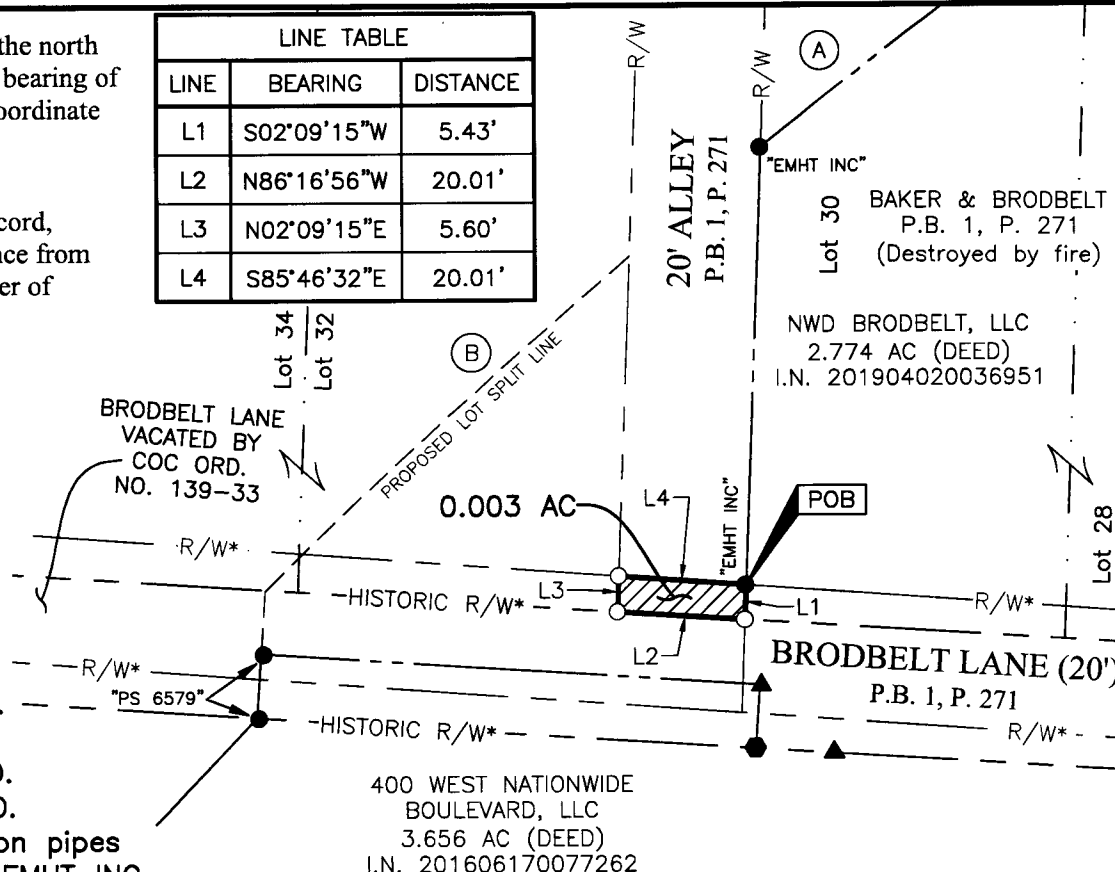 the north
bearing of
oordinate
cord,
nce from
er of
LINE TABLE
LINE BEARING DISTANCE
L1 S02°09'15"W 5.43'
L2 N86°16'56"W 20.01'
L3 N02°09'15"E 5.60'
L4 S85°46'32"E 20.01'
R/W
R/W
A
20' ALLEY
P.B. 1, P. 271
"EMHT INC"
Lot 30
BAKER & BRODBELT
P.B. 1, P. 271
(Destroyed by fire)
NWD BRODBELT, LLC
2.774 AC (DEED)
I.N. 201904020036951
Lot 34
Lot 32
B
PROPOSED LOT SPLIT LINE
BRODBELT LANE
VACATED BY
COC ORD.
NO. 139-33
0.003 AC
L4
"EMHT INC"
POB
Lot 28
R/W*
HISTORIC R/W*
L3
L1
R/W*
L2
BRODBELT LANE (20')
P.B. 1, P. 271
R/W*
"PS 6579"
HISTORIC R/W*
R/W*
400 WEST NATIONWIDE
BOULEVARD, LLC
3.656 AC (DEED)
I.N. 201606170077262
on pipes
EMHT INC